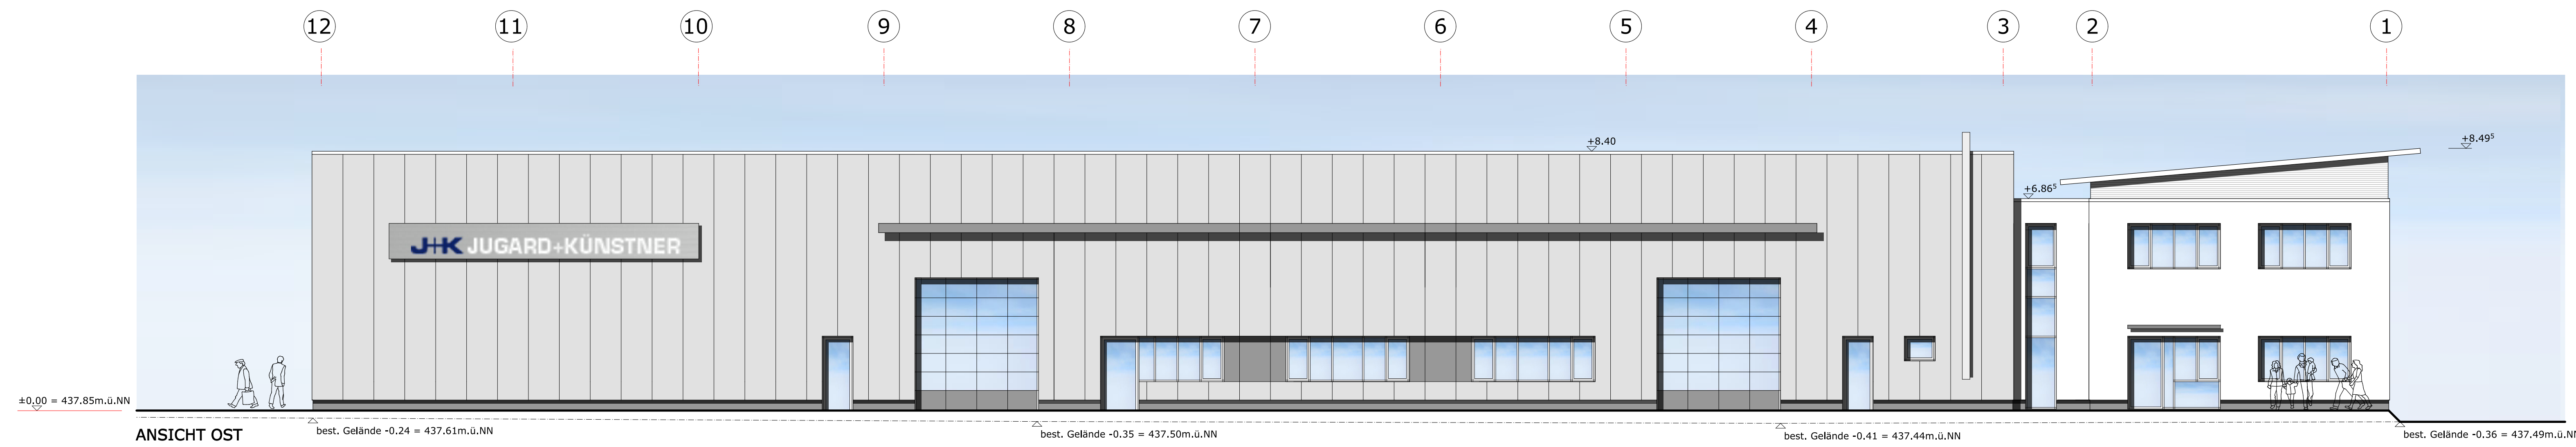 12 11 10 9 8 7 6 5 4 3 2 1
+8.40
+8.49⁵
+6.86⁵
J+K JUGARD+KÜNSTNER
±0.00 = 437.85m.ü.NN
ANSICHT OST
best. Gelände -0.24 = 437.61m.ü.NN
best. Gelände -0.35 = 437.50m.ü.NN
best. Gelände -0.41 = 437.44m.ü.NN
best. Gelände -0.36 = 437.49m.ü.NN